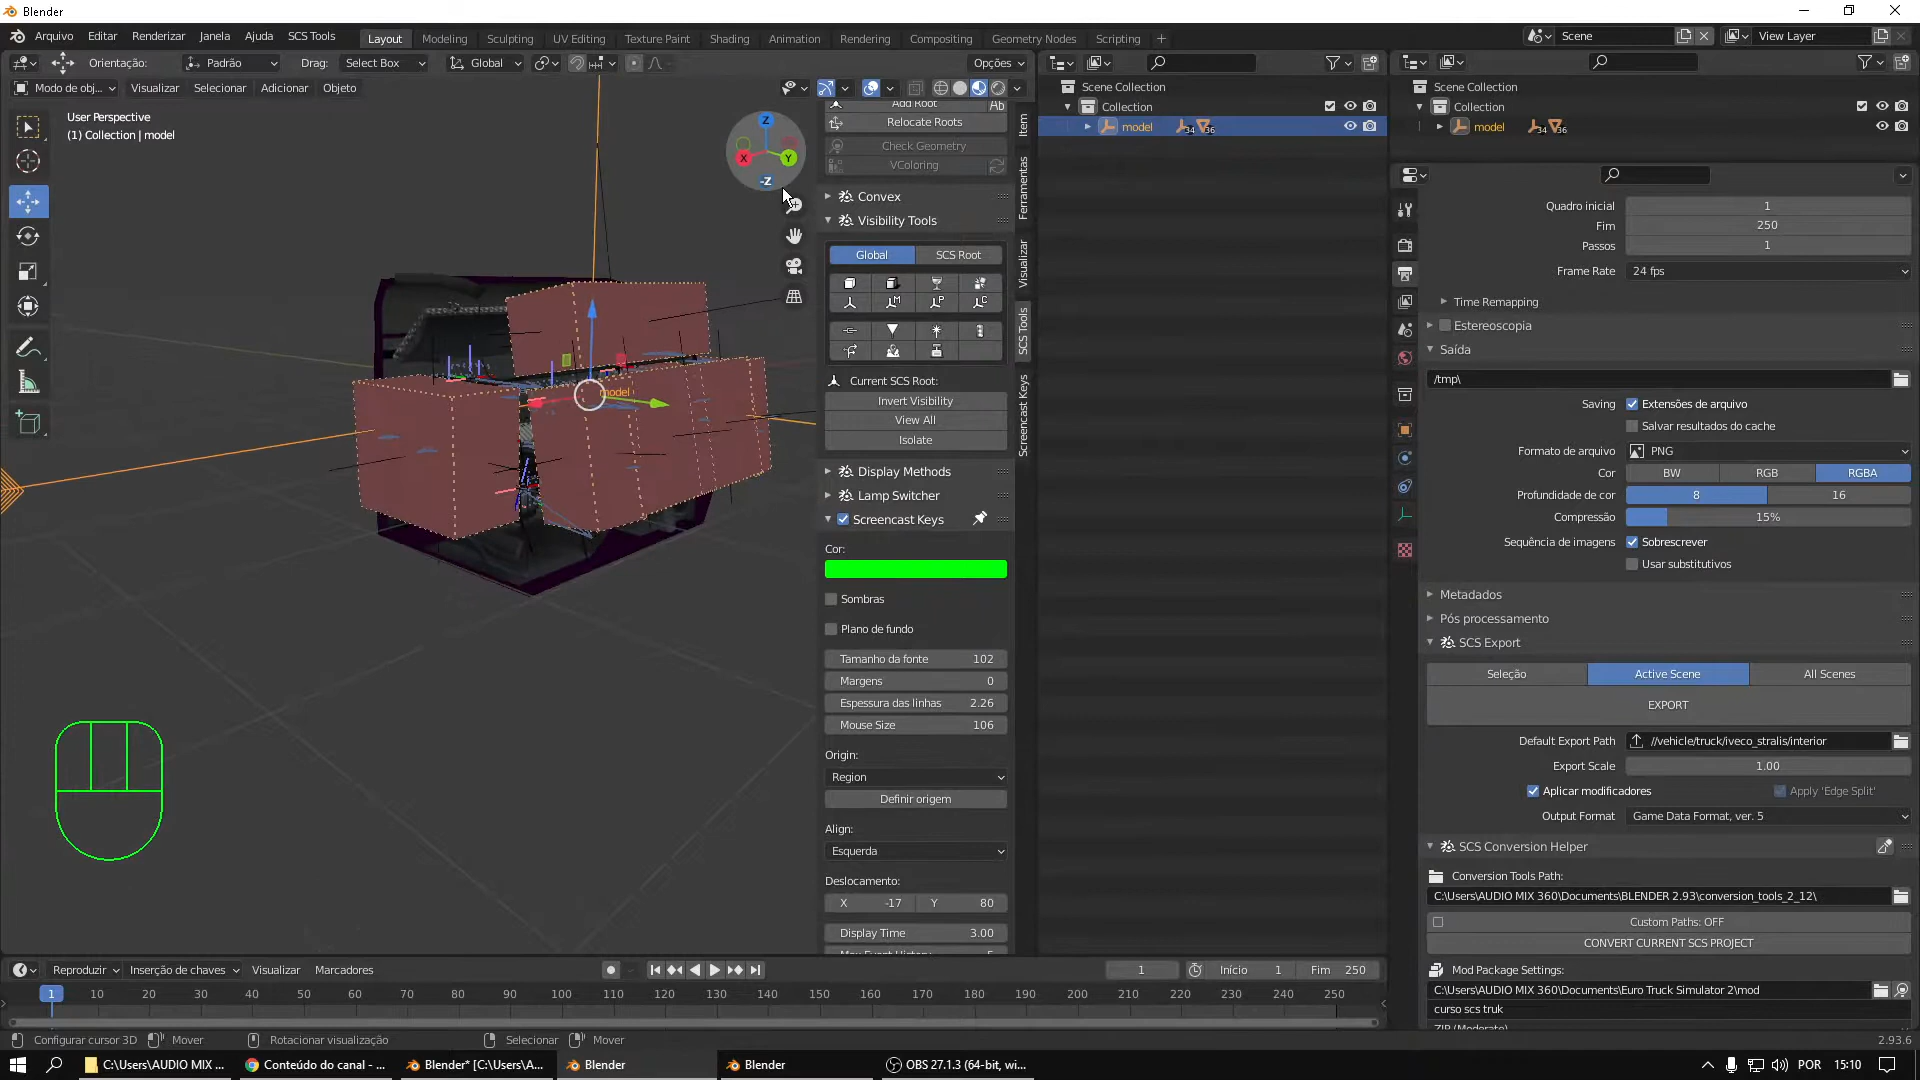 Blender
Arquivo Editar Renderizar Janela Ajuda SCS Tools Layout Modeling Sculpting UV Editing Texture Paint Shading Animation Rendering Compositing Geometry Nodes Scripting + Scene View Layer
Orientação: Padrão Drag: Select Box Global Opções
Modo de obj... Visualizar Selecionar Adicionar Objeto
User Perspective
(1) Collection | model
Z
X
Y
-Z
model
Add Root
Ab
Relocate Roots
Check Geometry
VColoring
Convex
Visibility Tools
Global SCS Root
M P C
Current SCS Root:
Invert Visibility
View All
Isolate
Display Methods
Lamp Switcher
Screencast Keys
Cor:
Sombras
Plano de fundo
Tamanho da fonte 102
Margens 0
Espessura das linhas 2.26
Mouse Size 106
Origin:
Region
Definir origem
Align:
Esquerda
Deslocamento:
X -17 Y 80
Display Time 3.00
Item
Ferramentas
Visualizar
SCS Tools
Screencast Keys
Scene Collection
Collection
model 34 36
Scene Collection
Collection
model 34 36
Quadro inicial 1
Fim 250
Passos 1
Frame Rate 24 fps
Time Remapping
Estereoscopia
Saída
/tmp\
Saving Extensões de arquivo
Salvar resultados do cache
Formato de arquivo PNG
Cor BW RGB RGBA
Profundidade de cor 8 16
Compressão 15%
Sequência de imagens Sobrescrever
Usar substitutivos
Metadados
Pós processamento
SCS Export
Seleção Active Scene All Scenes
EXPORT
Default Export Path //vehicle/truck/iveco_stralis/interior
Export Scale 1.00
Aplicar modificadores Apply 'Edge Split'
Output Format Game Data Format, ver. 5
SCS Conversion Helper
Conversion Tools Path:
C:\Users\AUDIO MIX 360\Documents\BLENDER 2.93\conversion_tools_2_12\
Custom Paths: OFF
CONVERT CURRENT SCS PROJECT
Mod Package Settings:
C:\Users\AUDIO MIX 360\Documents\Euro Truck Simulator 2\mod
curso scs truk
Reproduzir Inserção de chaves Visualizar Marcadores 1 Início 1 Fim 250
1 10 20 30 40 50 60 70 80 90 100 110 120 130 140 150 160 170 180 190 200 210 220 230 240 250
Configurar cursor 3D Mover Rotacionar visualização Selecionar Mover 2.93.6
C:\Users\AUDIO MIX ... Conteúdo do canal - ... Blender* [C:\Users\A... Blender Blender OBS 27.1.3 (64-bit, wi... POR 15:10